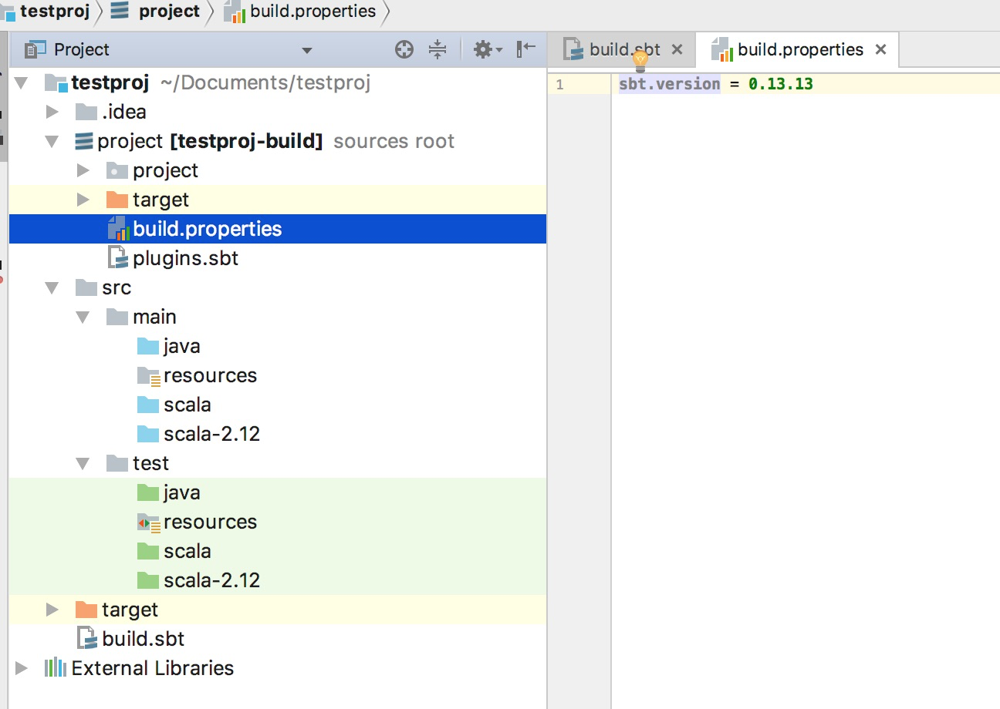 testproj project build.properties
Project
build.sbt build.properties
testproj ~/Documents/testproj
1 sbt.version = 0.13.13
.idea
project [testproj-build] sources root
project
target
build.properties
plugins.sbt
src
main
java
resources
scala
scala-2.12
test
java
resources
scala
scala-2.12
target
build.sbt
External Libraries